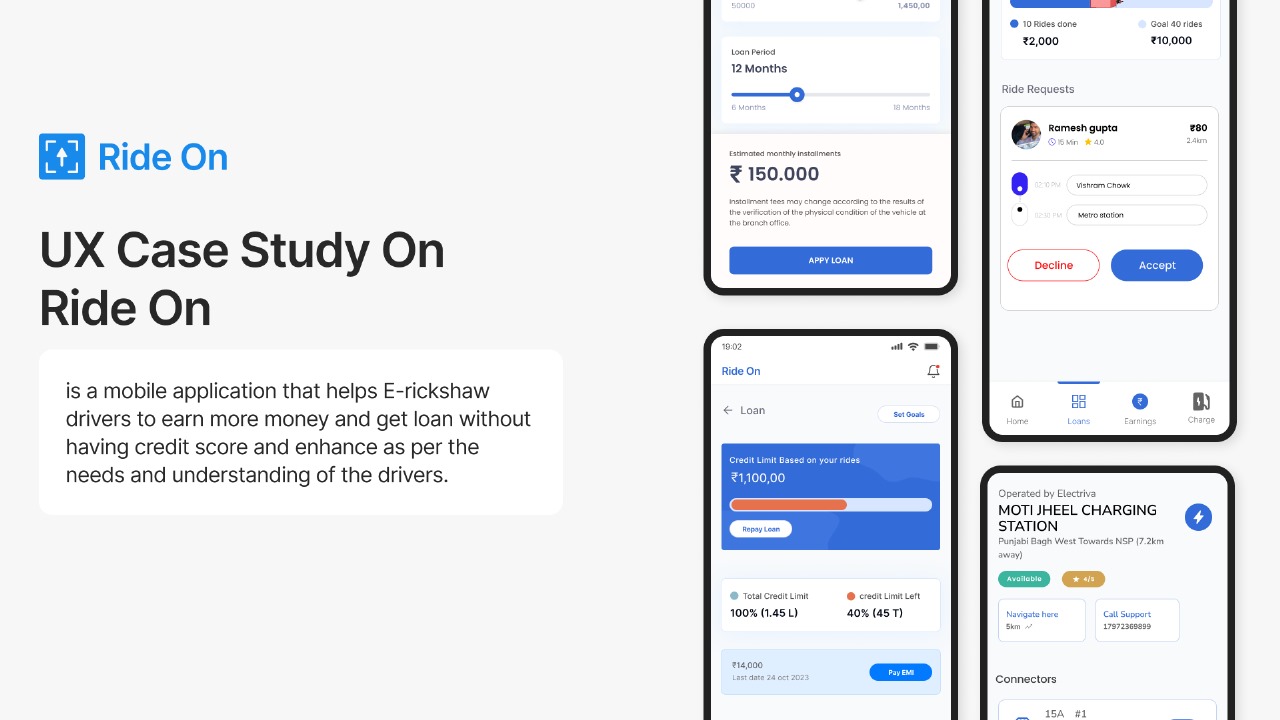 Ride On
UX Case Study On
Ride On
is a mobile application that helps E-rickshaw
drivers to earn more money and get loan without
having credit score and enhance as per the
needs and understanding of the drivers.
50000
1,450,00
Loan Period
12 Months
6 Months
18 Months
Estimated monthly installments
₹ 150.000
Installment fees may change according to the results of
the verification of the physical condition of the vehicle at
the branch office.
APPY LOAN
19:02
Ride On
Loan
Set Goals
Credit Limit Based on your rides
₹1,100,00
Repay Loan
Total Credit Limit
100% (1.45 L)
credit Limit Left
40% (45 T)
₹14,000
Last date 24 oct 2023
Pay EMI
10 Rides done
₹2,000
Goal 40 rides
₹10,000
Ride Requests
Ramesh gupta
₹80
15 Min
4.0
2.4km
02:10 PM
Vishram Chowk
02:30 PM
Metro station
Decline
Accept
Home
Loans
Earnings
Charge
Operated by Electriva
MOTI JHEEL CHARGING
STATION
Punjabi Bagh West Towards NSP (7.2km
away)
Available
4/5
Navigate here
5km
Call Support
17972369899
Connectors
15A #1